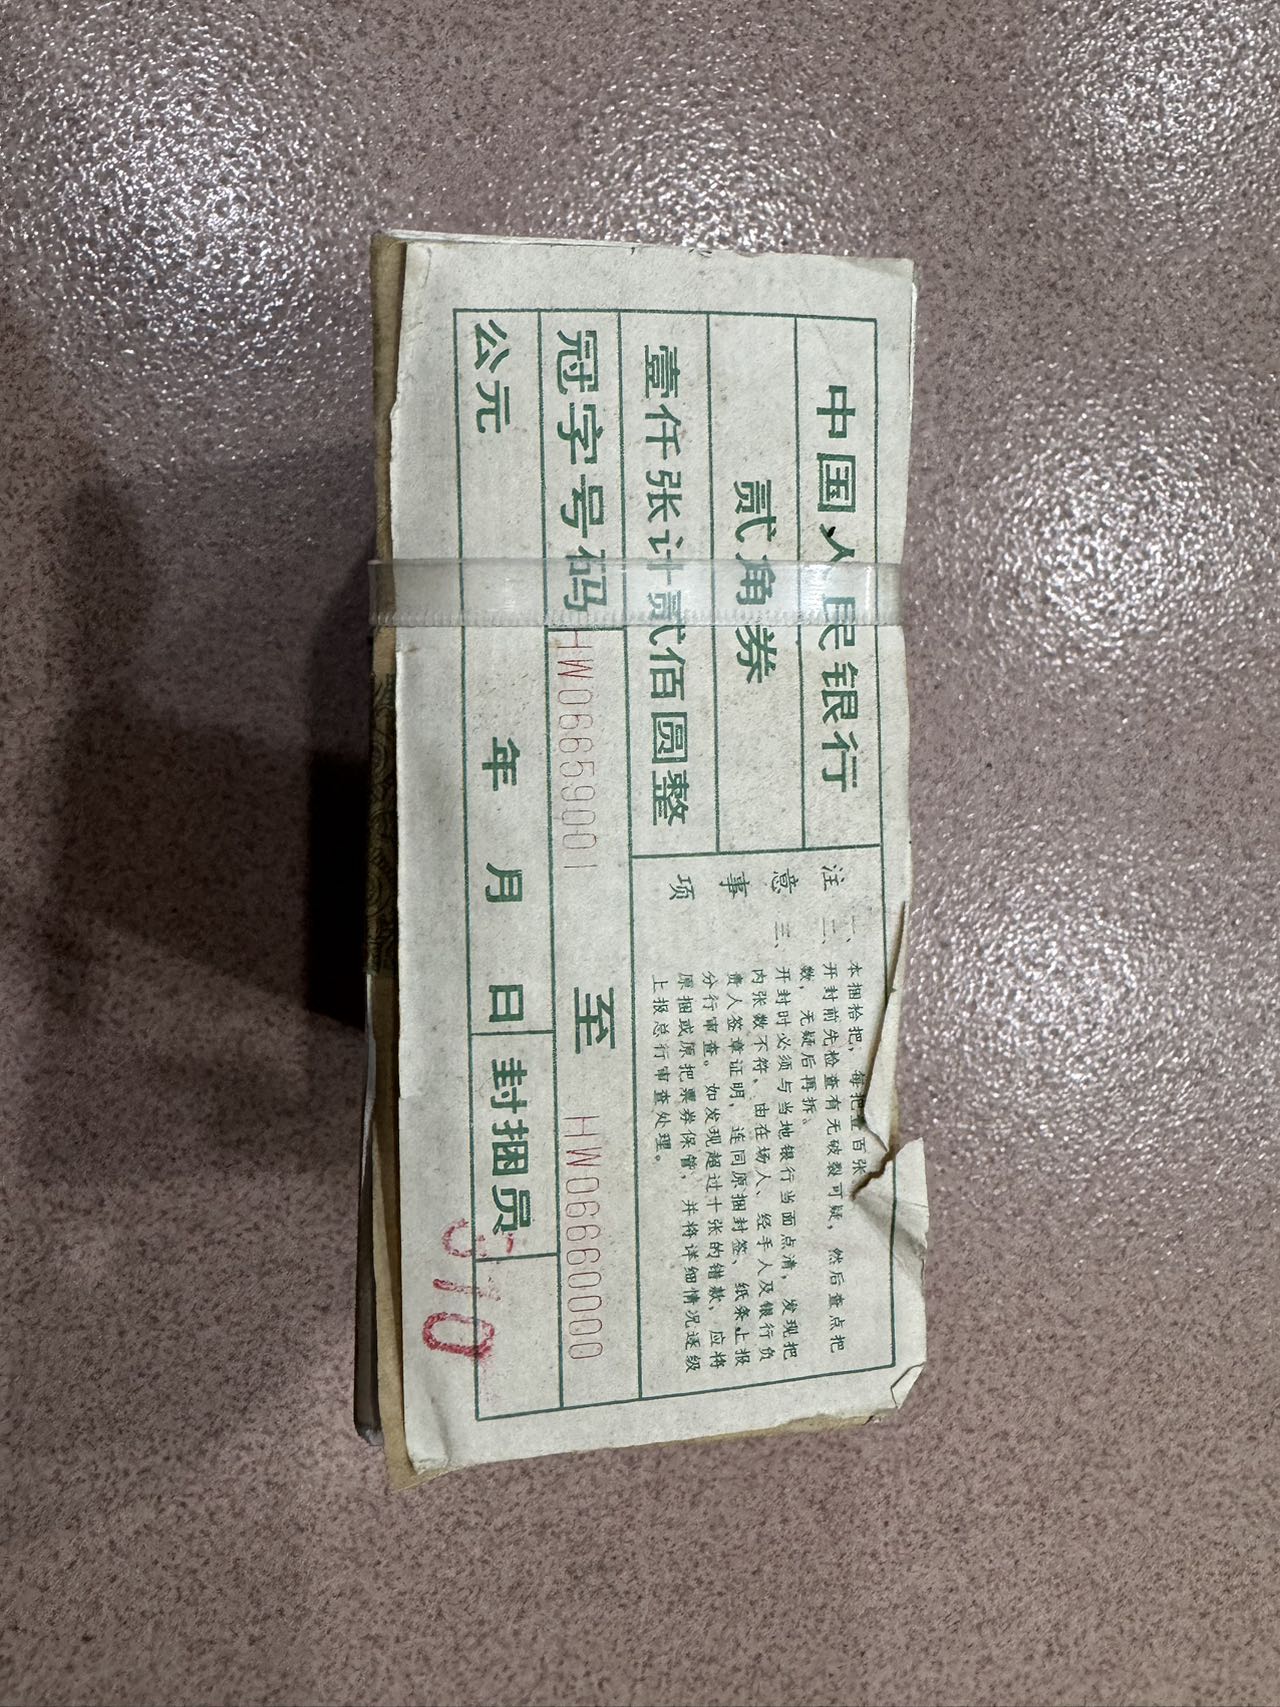 中国人民银行
贰角券
壹仟张计贰佰圆整
注意事项
一、本捆拾把，每把壹百张
二、开封前先检查有无破裂可疑，然后查点把
数，无疑后再拆。
三、开封时必须与当地银行当面点清，发现把
内张数不符、由在场人、经手人及银行负
责人签章证明，连同原捆封签、纸条上报
分行审查。如发现超过十张的错款，应将
原捆或原把票券保管，并将详细情况逐级
上报总行审查处理。
冠字号码 HW06659001 至 HW06660000
公元 年 月 日 封捆员 510